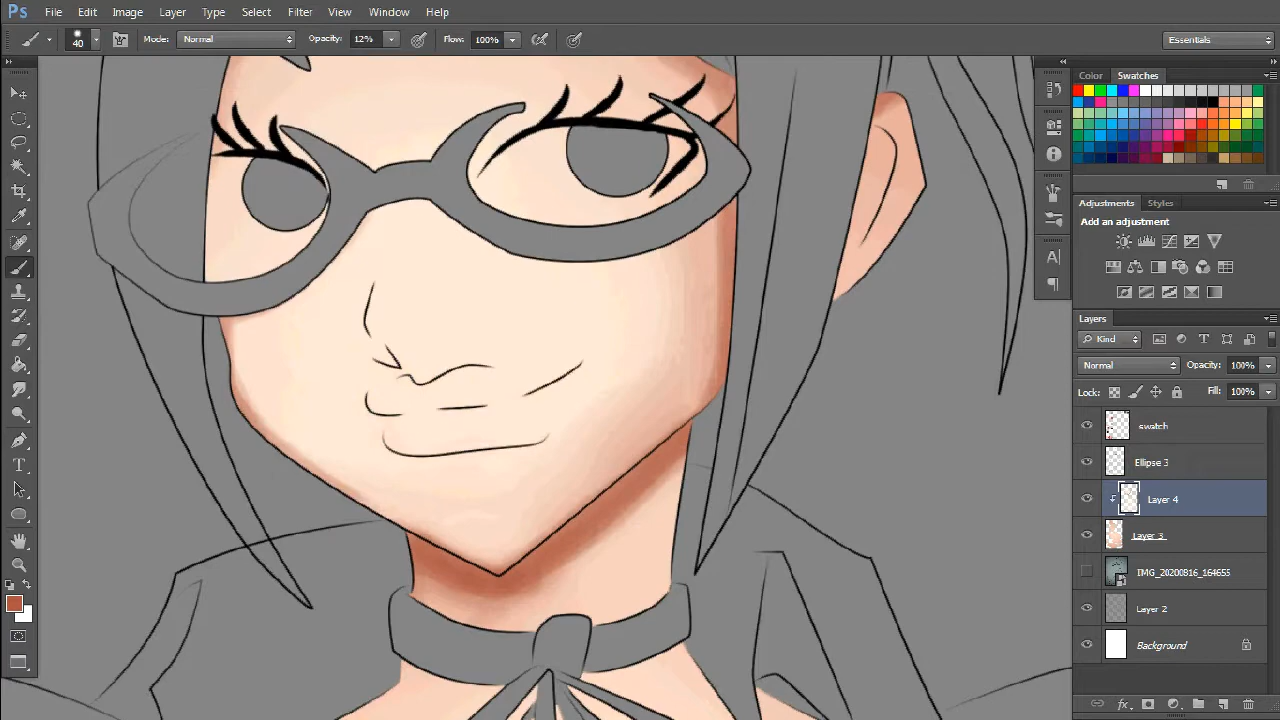 Ps File Edit Image Layer Type Select Filter View Window Help
40 Mode: Normal Opacity: 12% Flow: 100% Essentials
Color Swatches
Adjustments Styles
Add an adjustment
A
T
Layers
Kind T
Normal Opacity: 100%
Lock: Fill: 100%
swatch
Ellipse 3
Layer 4
Layer 3
IMG_20200816_164655
Layer 2
Background
fx